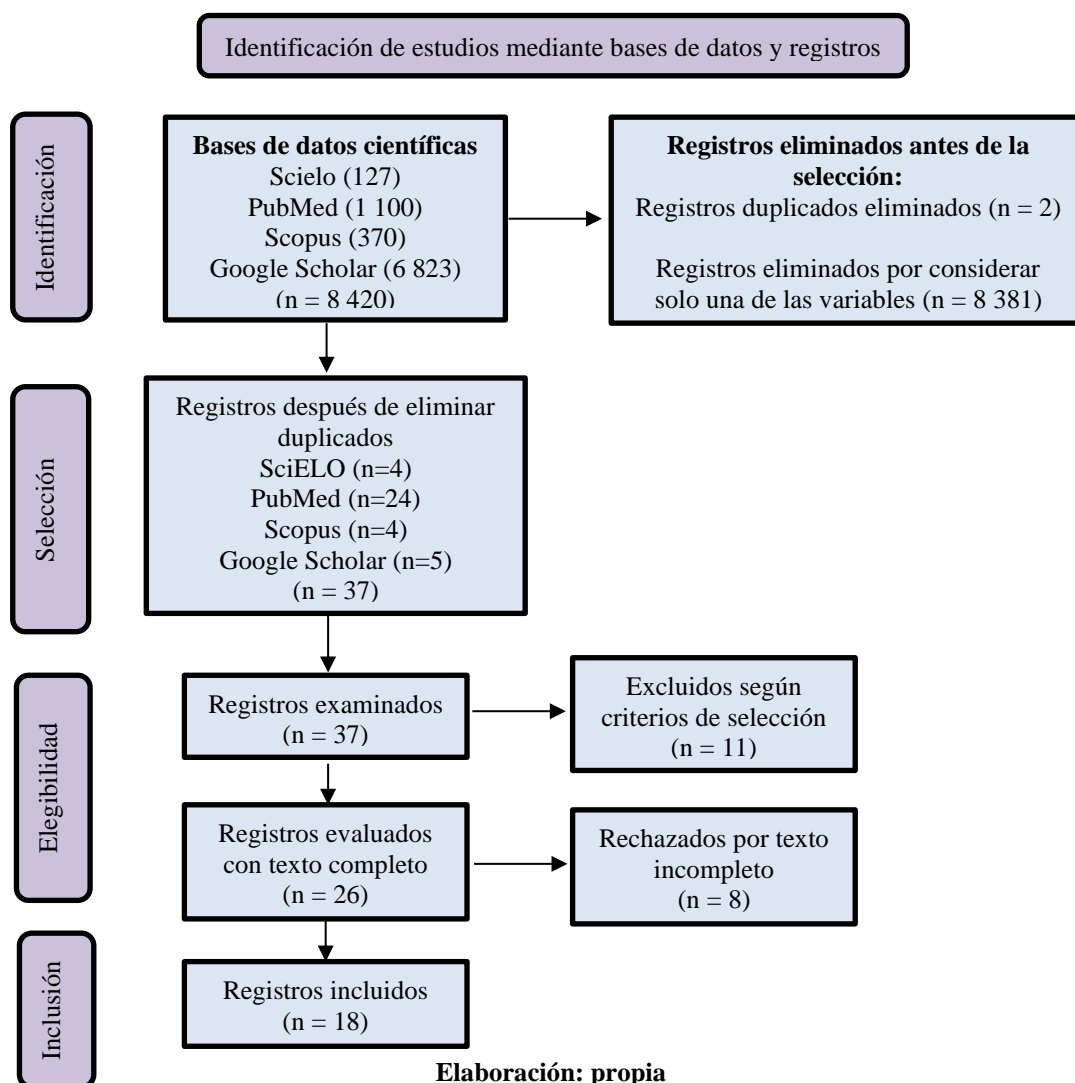 Identificación de estudios mediante bases de datos y registros
Identificación
Bases de datos científicas
Scielo (127)
PubMed (1 100)
Scopus (370)
Google Scholar (6 823)
(n = 8 420)
Registros eliminados antes de la
selección:
Registros duplicados eliminados (n = 2)
Registros eliminados por considerar
solo una de las variables (n = 8 381)
Selección
Registros después de eliminar
duplicados
SciELO (n=4)
PubMed (n=24)
Scopus (n=4)
Google Scholar (n=5)
(n = 37)
Elegibilidad
Registros examinados
(n = 37)
Excluidos según
criterios de selección
(n = 11)
Registros evaluados
con texto completo
(n = 26)
Rechazados por texto
incompleto
(n = 8)
Inclusión
Registros incluidos
(n = 18)
Elaboración: propia